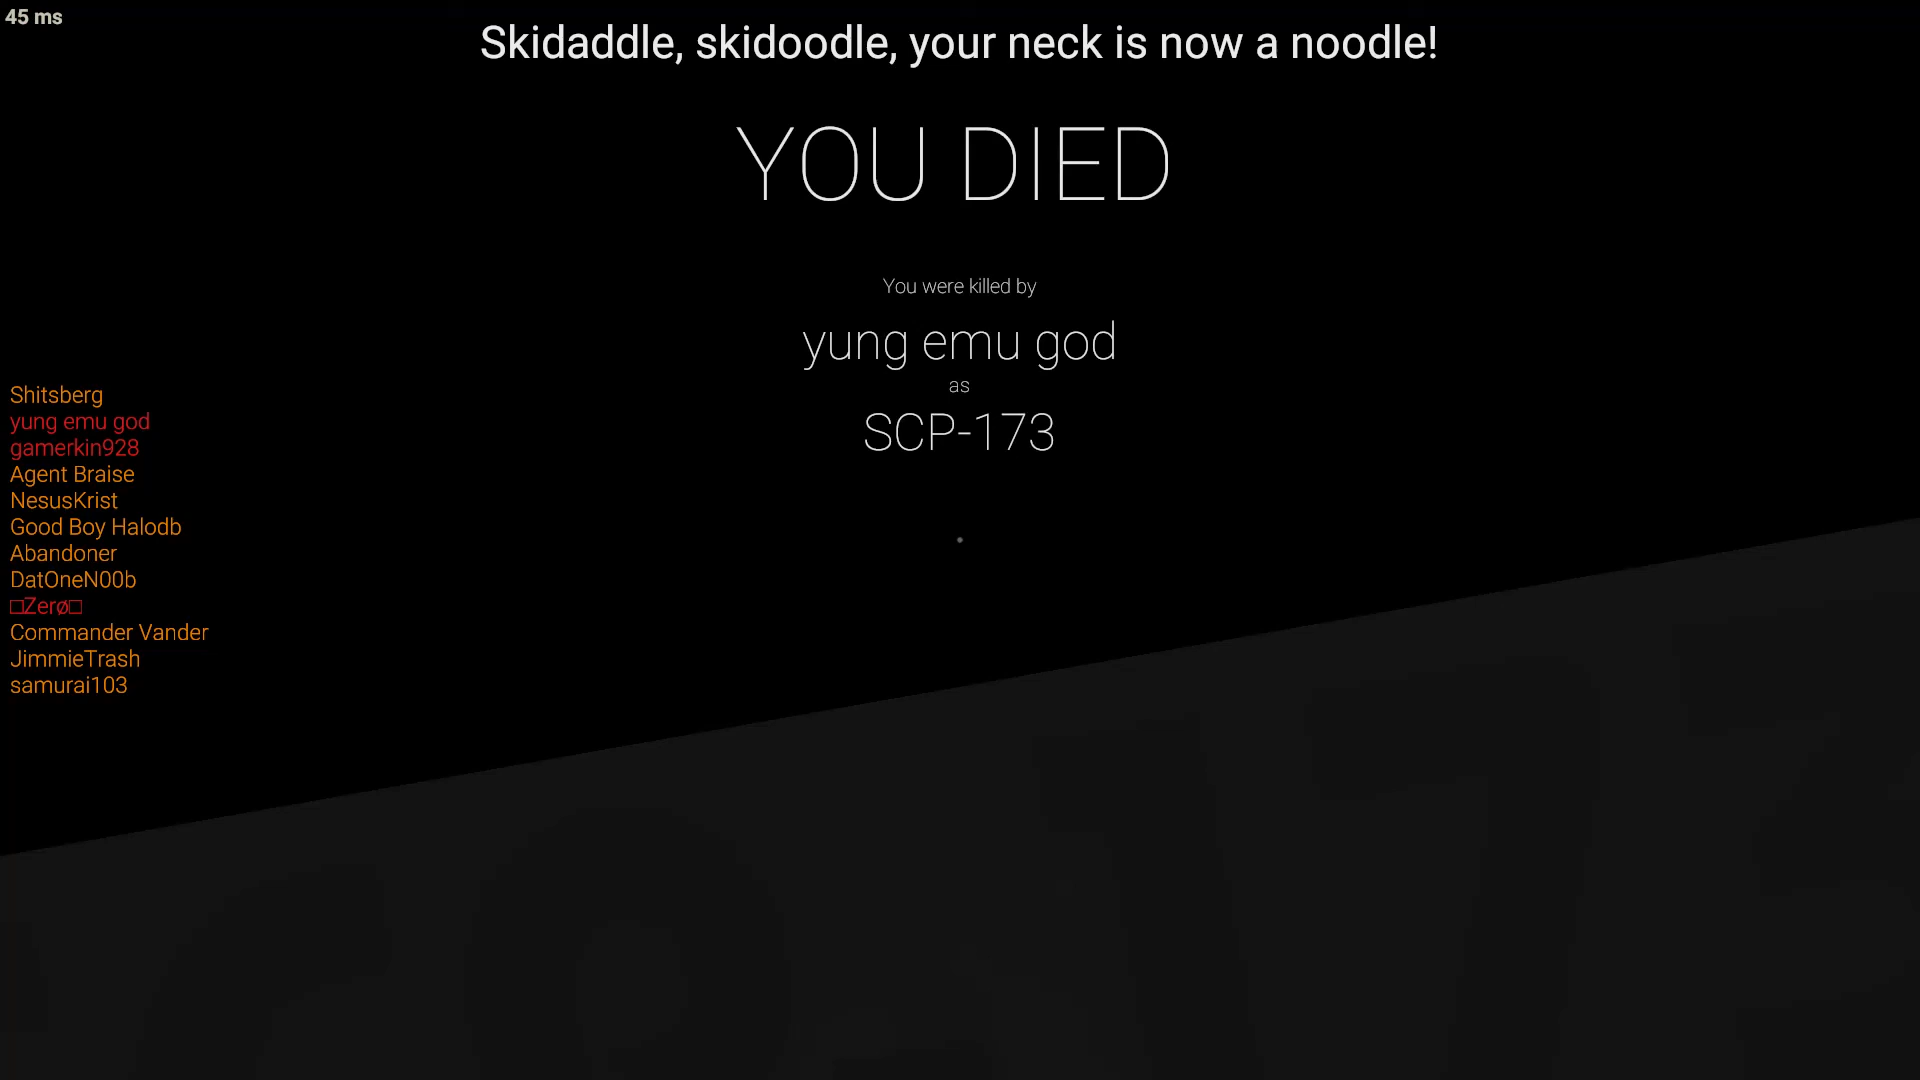 45 ms
Skidaddle, skidoodle, your neck is now a noodle!
YOU DIED
You were killed by
yung emu god
as
SCP-173
Shitsberg
yung emu god
gamerkin928
Agent Braise
NesusKrist
Good Boy Halodb
Abandoner
DatOneN00b
□Zerø□
Commander Vander
JimmieTrash
samurai103